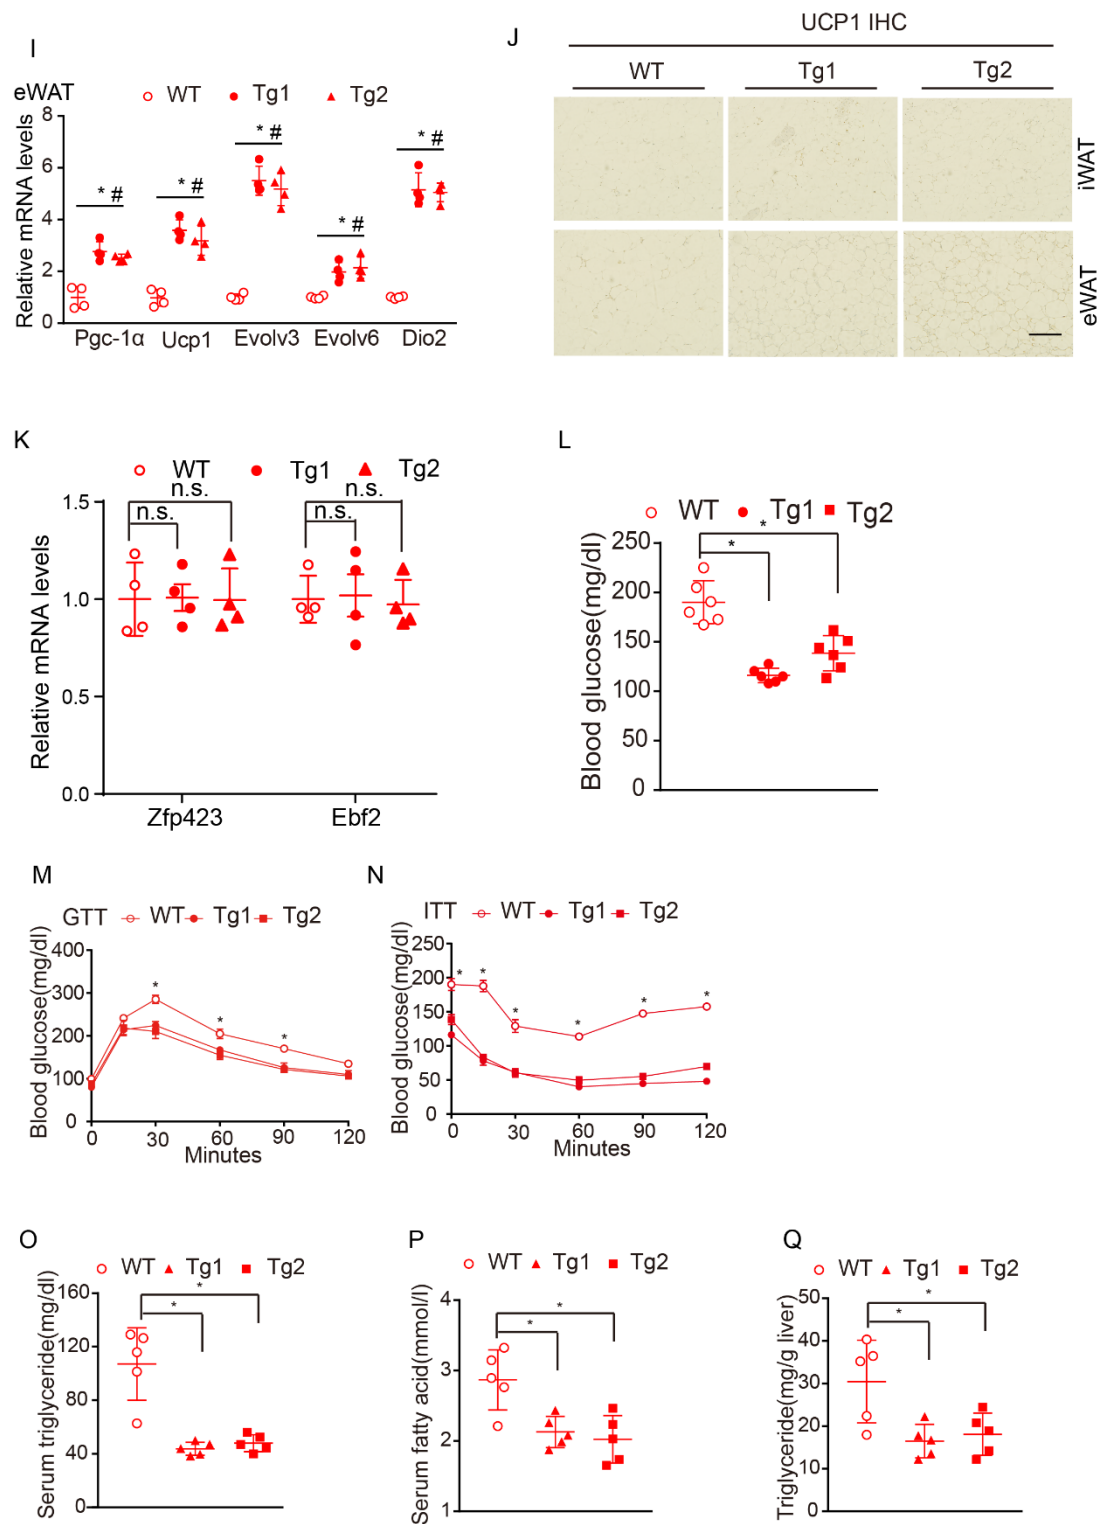 I
eWAT
WT Tg1 Tg2
Relative mRNA levels
8
6
4
2
0
* # * # * # * # * #
Pgc-1α Ucp1 Evolv3 Evolv6 Dio2
J
UCP1 IHC
WT Tg1 Tg2
iWAT
eWAT
K
WT Tg1 Tg2
n.s. n.s.
n.s. n.s.
Relative mRNA levels
1.5
1.0
0.5
0.0
Zfp423 Ebf2
L
WT Tg1 Tg2
*
*
Blood glucose(mg/dl)
250
200
150
100
50
0
M
GTT WT Tg1 Tg2
Blood glucose(mg/dl)
400
300
200
100
0
* * *
0 30 60 90 120
Minutes
N
ITT WT Tg1 Tg2
Blood glucose(mg/dl)
250
200
150
100
50
0
* * * * * *
0 30 60 90 120
Minutes
O
WT Tg1 Tg2
Serum triglyceride(mg/dl)
160
120
80
40
0
*
*
P
WT Tg1 Tg2
Serum fatty acid(mmol/l)
4
3
2
1
*
*
Q
WT Tg1 Tg2
Triglyceride(mg/g liver)
50
40
30
20
10
0
*
*